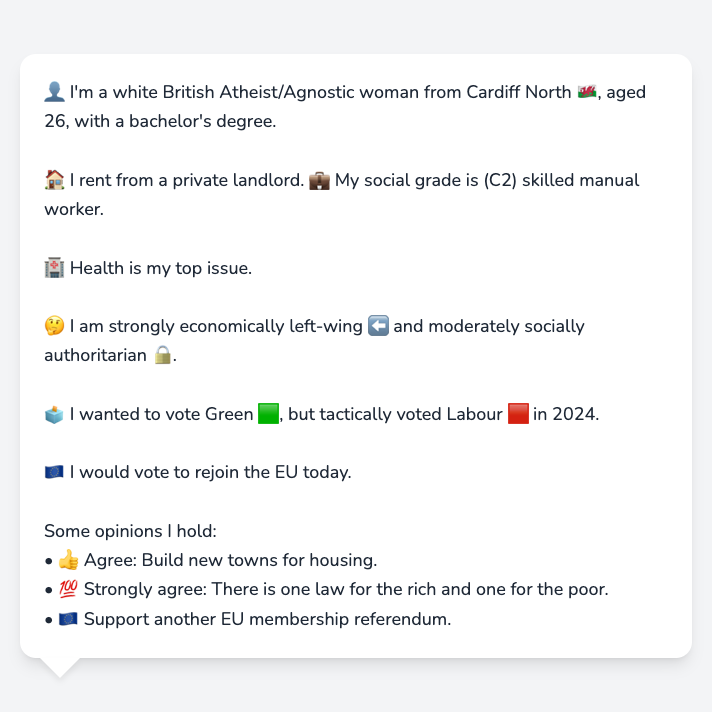 👤 I'm a white British Atheist/Agnostic woman from Cardiff North 🏴󠁧󠁢󠁷󠁬󠁳󠁿, aged
26, with a bachelor's degree.
🏠 I rent from a private landlord. 💼 My social grade is (C2) skilled manual
worker.
🏥 Health is my top issue.
🤔 I am strongly economically left-wing ⬅️ and moderately socially
authoritarian 🔒.
🗳️ I wanted to vote Green 🟩, but tactically voted Labour 🟥 in 2024.
🇪🇺 I would vote to rejoin the EU today.
Some opinions I hold:
• 👍 Agree: Build new towns for housing.
• 💯 Strongly agree: There is one law for the rich and one for the poor.
• 🇪🇺 Support another EU membership referendum.